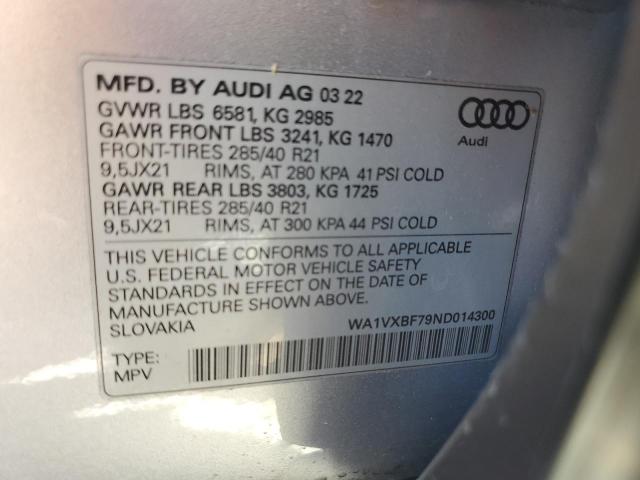 MFD. BY AUDI AG 03 22
GVWR LBS 6581, KG 2985
GAWR FRONT LBS 3241, KG 1470
FRONT-TIRES 285/40 R21
9,5JX21 RIMS, AT 280 KPA 41 PSI COLD
GAWR REAR LBS 3803, KG 1725
REAR-TIRES 285/40 R21
9,5JX21 RIMS, AT 300 KPA 44 PSI COLD
Audi
THIS VEHICLE CONFORMS TO ALL APPLICABLE
U.S. FEDERAL MOTOR VEHICLE SAFETY
STANDARDS IN EFFECT ON THE DATE OF
MANUFACTURE SHOWN ABOVE.
SLOVAKIA WA1VXBF79ND014300
TYPE:
MPV